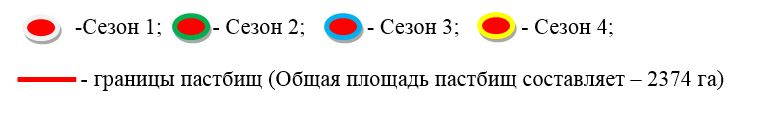 -Сезон 1; - Сезон 2; - Сезон 3; - Сезон 4;
- границы пастбищ (Общая площадь пастбищ составляет – 2374 га)